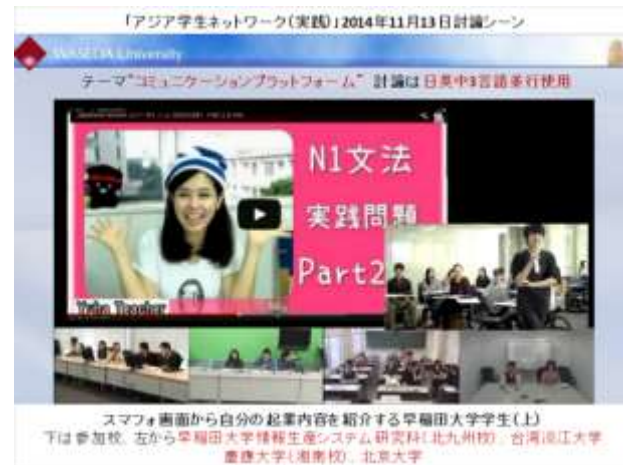 「アジア学生ネットワーク(実践)」2014年11月13日討論シーン
WASEDA University
テーマ"コミュニケーションプラットフォーム" 討論は日英中3言語並行使用
N1文法
実践問題
Part2
Teacher
スマフォ画面から自分の起業内容を紹介する早稲田大学学生(上)
下は参加校、左から早稲田大学情報生産システム研究科(北九州校)、台湾淡江大学
慶應大学(湘南校)、北京大学